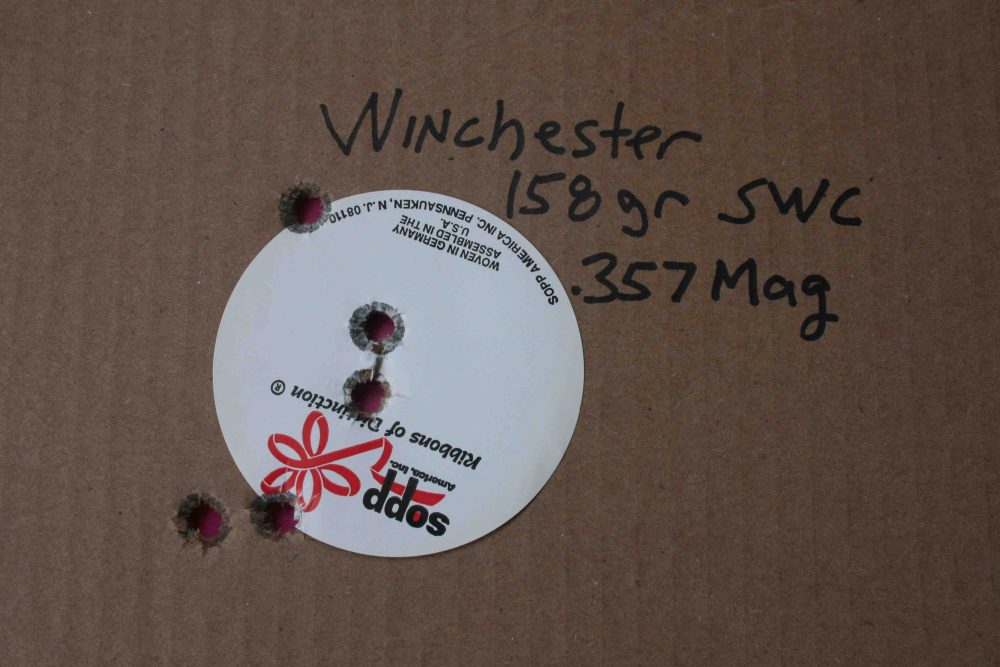 Winchester
158gr SWC
.357 Mag
SOPP AMERICA INC. PENNSAUKEN, N.J. 08110
WOVEN IN GERMANY
ASSEMBLED IN THE
U.S.A.
Ribbons of Distinction ®
sopp
America, Inc.